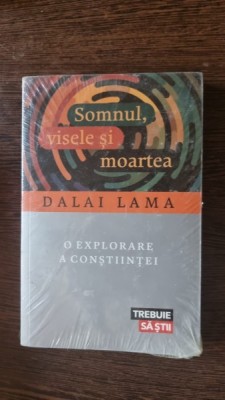 Somnul,
visele și
moartea
DALAI LAMA
O EXPLORARE
A CONȘTIINȚEI
TREBUIE
SĂ ȘTII